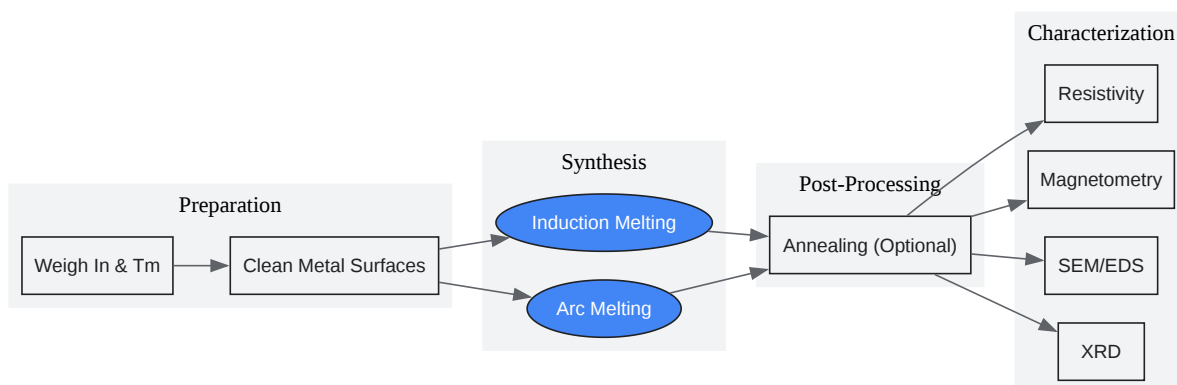 Preparation
Weigh In & Tm
Clean Metal Surfaces
Synthesis
Induction Melting
Arc Melting
Post-Processing
Annealing (Optional)
Characterization
Resistivity
Magnetometry
SEM/EDS
XRD